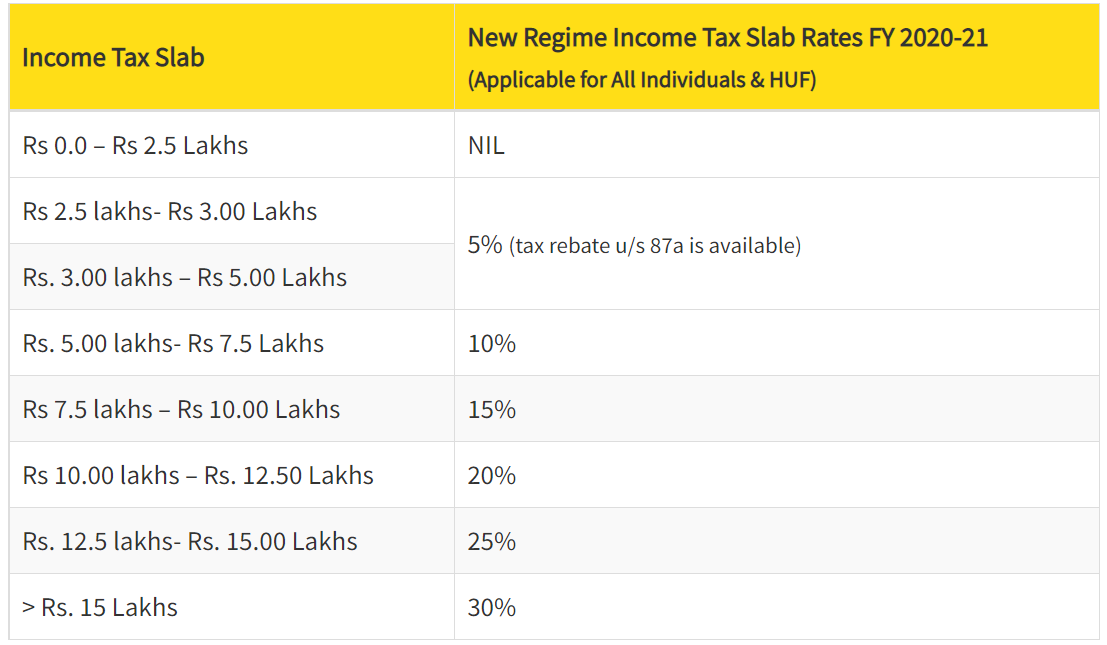 Income Tax Slab
New Regime Income Tax Slab Rates FY 2020-21
(Applicable for All Individuals & HUF)
Rs 0.0 – Rs 2.5 Lakhs
NIL
Rs 2.5 lakhs- Rs 3.00 Lakhs
5% (tax rebate u/s 87a is available)
Rs. 3.00 lakhs – Rs 5.00 Lakhs
Rs. 5.00 lakhs- Rs 7.5 Lakhs
10%
Rs 7.5 lakhs – Rs 10.00 Lakhs
15%
Rs 10.00 lakhs – Rs. 12.50 Lakhs
20%
Rs. 12.5 lakhs- Rs. 15.00 Lakhs
25%
> Rs. 15 Lakhs
30%